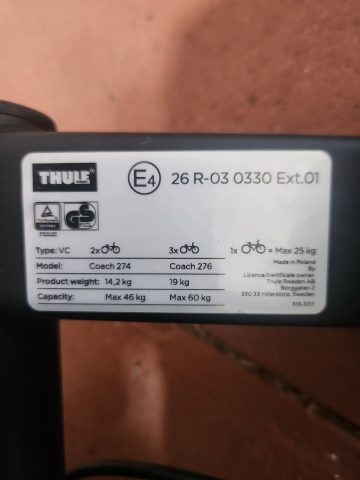 THULE
E4 26 R-03 0330 Ext.01
Type: VC 2x 3x 1x = Max 25 kg
Model: Coach 274 Coach 276
Product weight: 14,2 kg 19 kg
Capacity: Max 46 kg Max 60 kg
Made in Poland
By
Licence/certificate owner:
Thule Sweden AB
Borggatan 2
330 33 Hillerstorp, Sweden